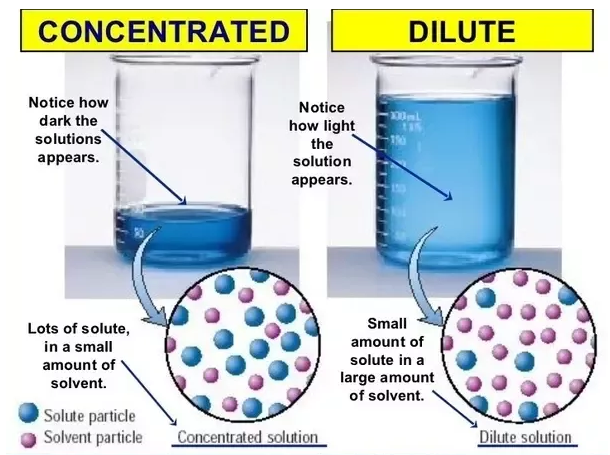 CONCENTRATED
DILUTE
Notice how
dark the
solutions
appears.
Notice
how light
the
solution
appears.
Lots of solute,
in a small
amount of
solvent.
Small
amount of
solute in a
large amount
of solvent.
Solute particle
Solvent particle
Concentrated solution
Dilute solution